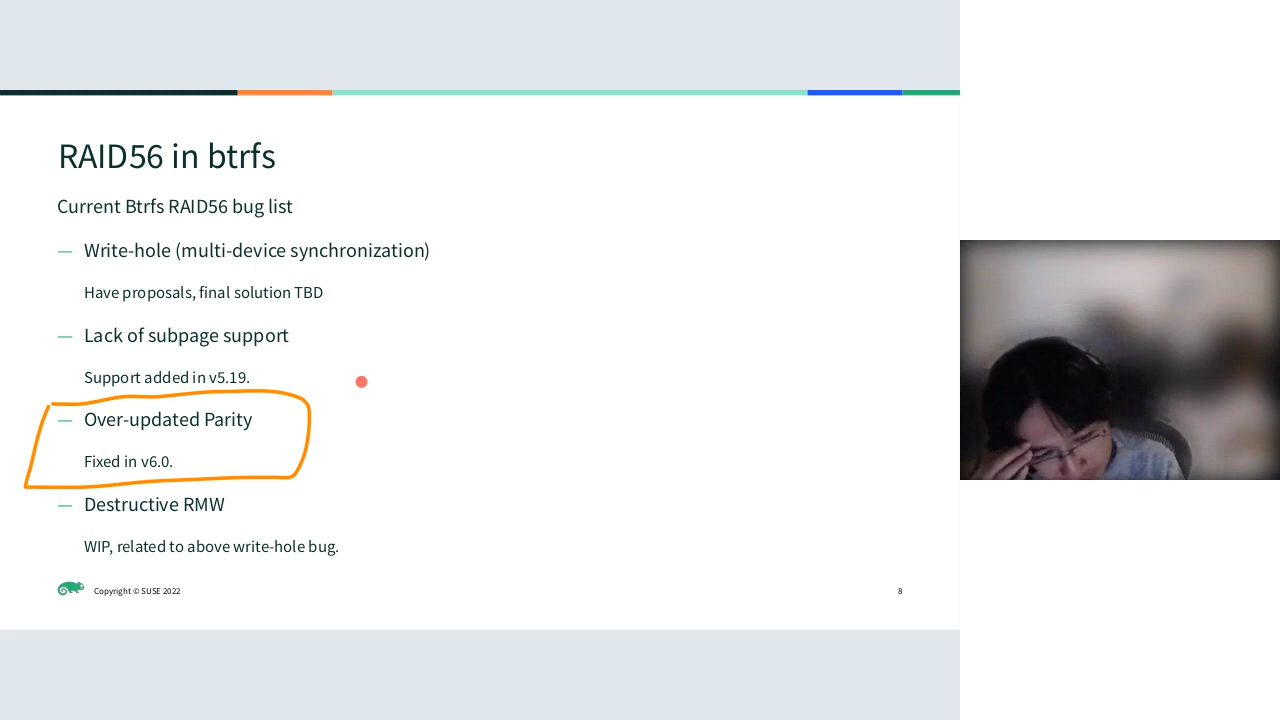 RAID56 in btrfs
Current Btrfs RAID56 bug list
— Write-hole (multi-device synchronization)
Have proposals, final solution TBD
— Lack of subpage support
Support added in v5.19.
— Over-updated Parity
Fixed in v6.0.
— Destructive RMW
WIP, related to above write-hole bug.
Copyright © SUSE 2022
8